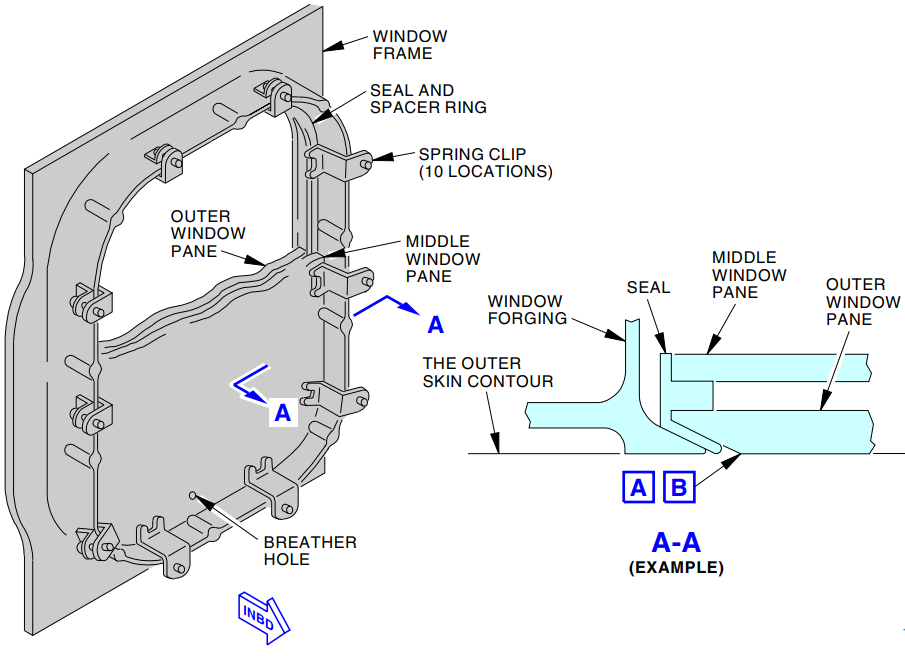 WINDOW
FRAME
SEAL AND
SPACER RING
SPRING CLIP
(10 LOCATIONS)
OUTER
WINDOW
PANE
MIDDLE
WINDOW
PANE
A
A
BREATHER
HOLE
INBD
MIDDLE
WINDOW
PANE
SEAL
OUTER
WINDOW
PANE
WINDOW
FORGING
THE OUTER
SKIN CONTOUR
A B
A-A
(EXAMPLE)